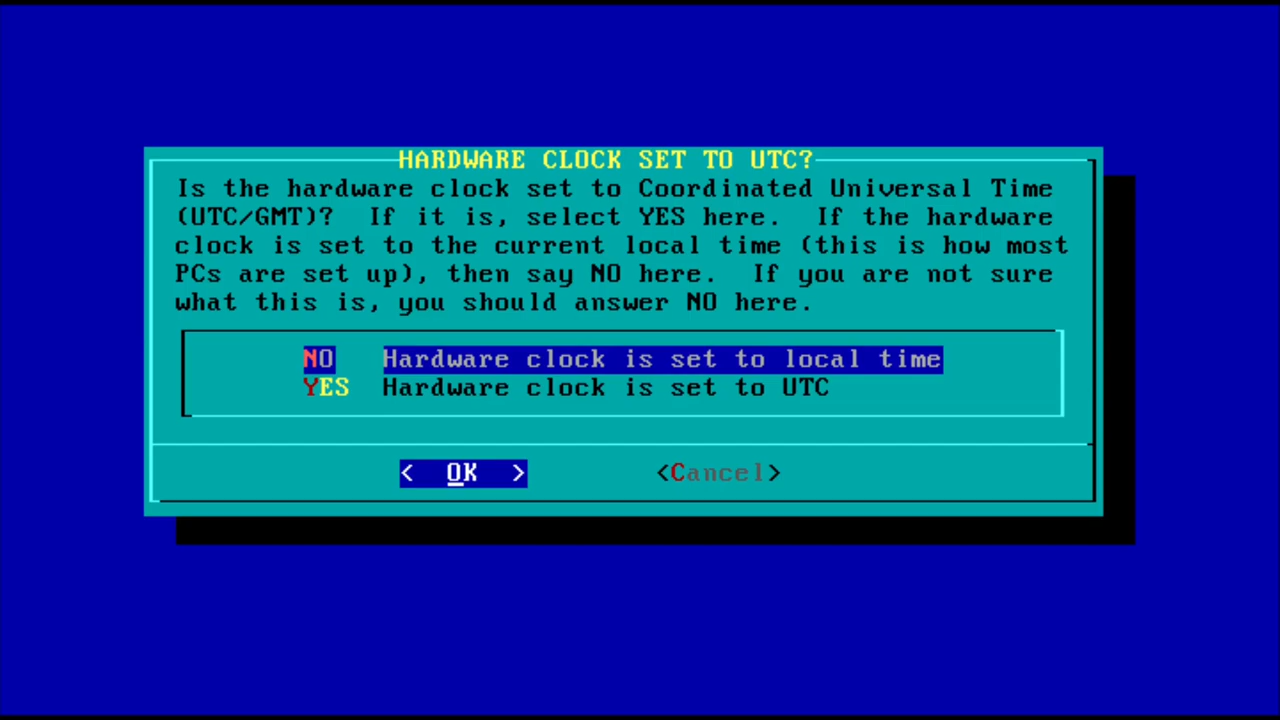 HARDWARE CLOCK SET TO UTC?
Is the hardware clock set to Coordinated Universal Time
(UTC/GMT)?  If it is, select YES here.  If the hardware
clock is set to the current local time (this is how most
PCs are set up), then say NO here.  If you are not sure
what this is, you should answer NO here.
NO   Hardware clock is set to local time
YES  Hardware clock is set to UTC
<  OK  >        <Cancel>